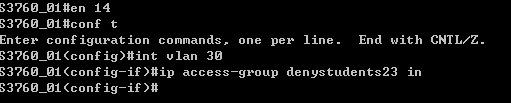 S3760_01#en 14
S3760_01#conf t
Enter configuration commands, one per line.  End with CNTL/Z.
S3760_01(config)#int vlan 30
S3760_01(config-if)#ip access-group denystudents23 in
S3760_01(config-if)#